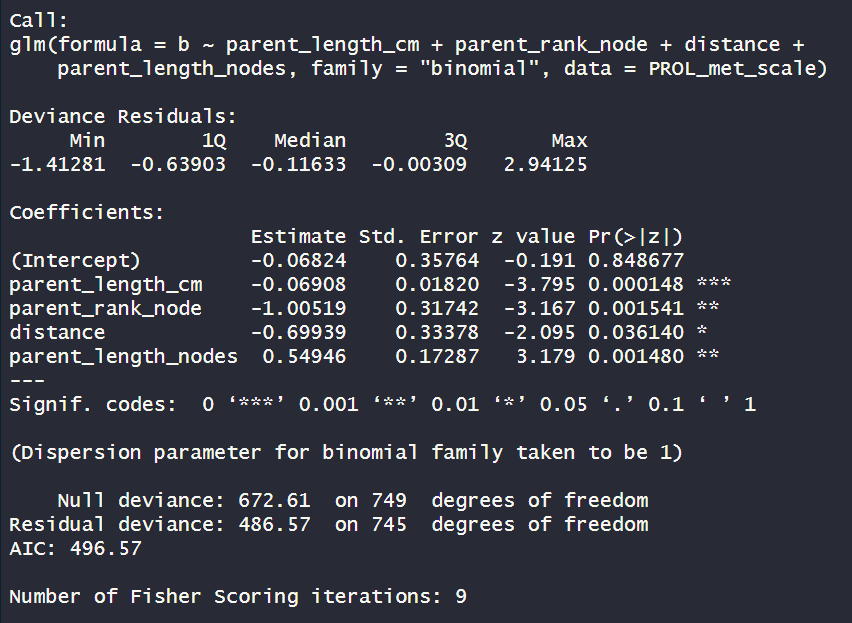 Call:
glm(formula = b ~ parent_length_cm + parent_rank_node + distance +
    parent_length_nodes, family = "binomial", data = PROL_met_scale)

Deviance Residuals:
     Min        1Q    Median        3Q       Max
-1.41281  -0.63903  -0.11633  -0.00309   2.94125

Coefficients:
                    Estimate Std. Error z value Pr(>|z|)
(Intercept)         -0.06824    0.35764  -0.191 0.848677
parent_length_cm    -0.06908    0.01820  -3.795 0.000148 ***
parent_rank_node    -1.00519    0.31742  -3.167 0.001541 **
distance            -0.69939    0.33378  -2.095 0.036140 *
parent_length_nodes  0.54946    0.17287   3.179 0.001480 **
---
Signif. codes:  0 ‘***’ 0.001 ‘**’ 0.01 ‘*’ 0.05 ‘.’ 0.1 ‘ ’ 1

(Dispersion parameter for binomial family taken to be 1)

    Null deviance: 672.61  on 749  degrees of freedom
Residual deviance: 486.57  on 745  degrees of freedom
AIC: 496.57

Number of Fisher Scoring iterations: 9